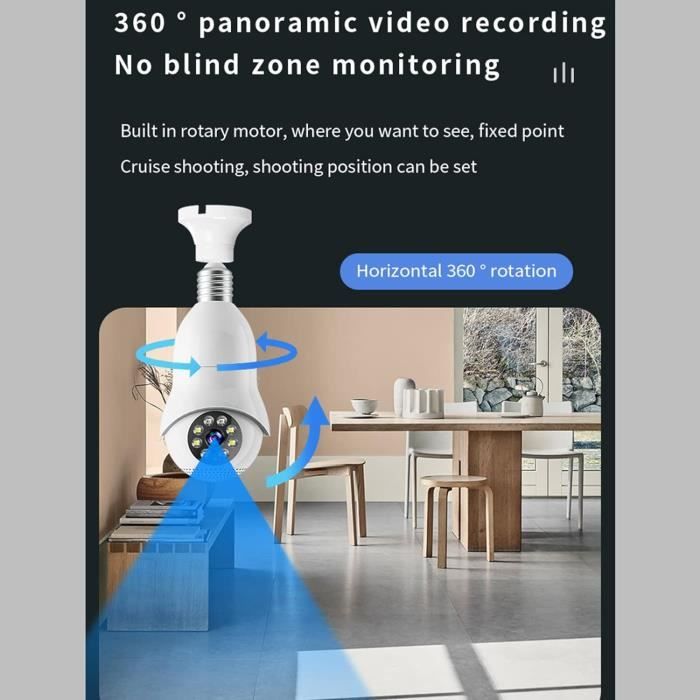 360 ° panoramic video recording
No blind zone monitoring
Built in rotary motor, where you want to see, fixed point
Cruise shooting, shooting position can be set
Horizontal 360 ° rotation